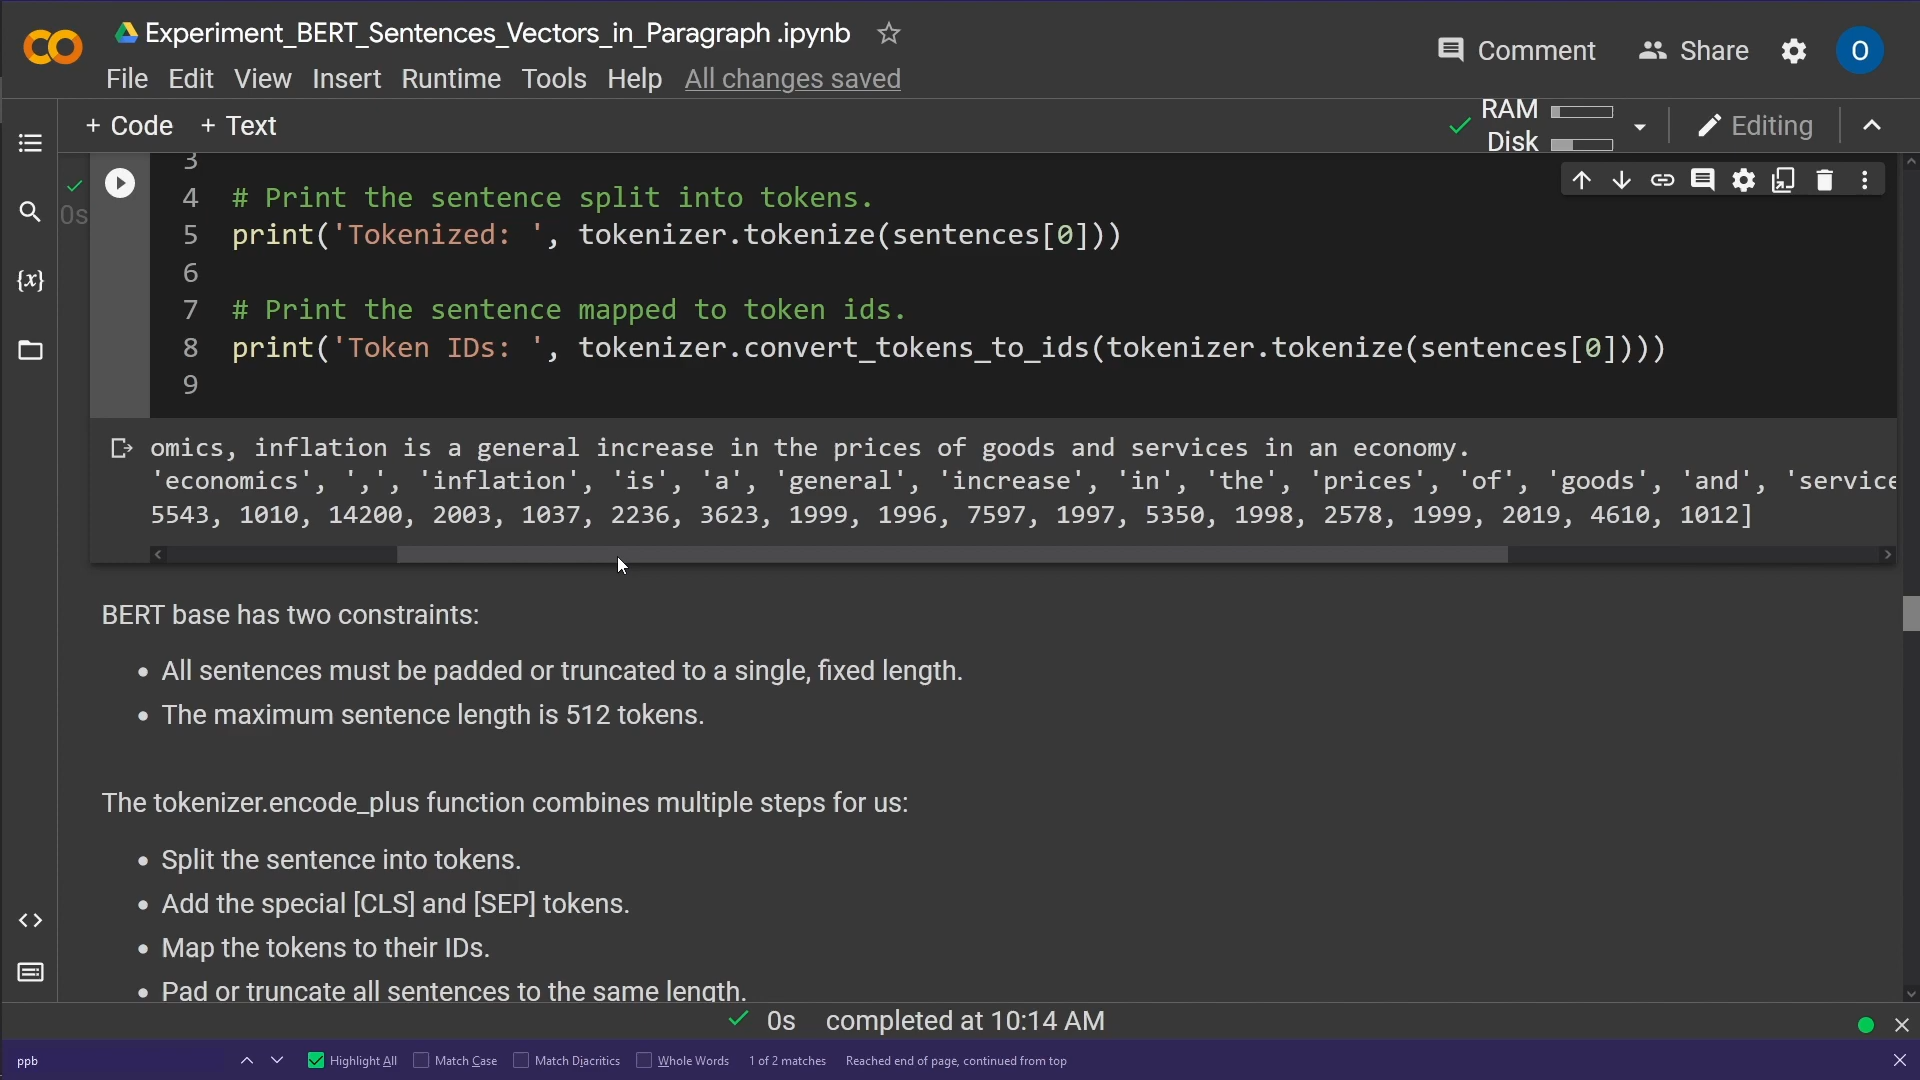 Experiment_BERT_Sentences_Vectors_in_Paragraph .ipynb
Comment
Share
O
File Edit View Insert Runtime Tools Help All changes saved
+ Code + Text
RAM
Disk
Editing
0s
3
4 # Print the sentence split into tokens.
5 print('Tokenized: ', tokenizer.tokenize(sentences[0]))
6
7 # Print the sentence mapped to token ids.
8 print('Token IDs: ', tokenizer.convert_tokens_to_ids(tokenizer.tokenize(sentences[0])))
9
omics, inflation is a general increase in the prices of goods and services in an economy.
'economics', ',', 'inflation', 'is', 'a', 'general', 'increase', 'in', 'the', 'prices', 'of', 'goods', 'and', 'service
5543, 1010, 14200, 2003, 1037, 2236, 3623, 1999, 1996, 7597, 1997, 5350, 1998, 2578, 1999, 2019, 4610, 1012]
BERT base has two constraints:
• All sentences must be padded or truncated to a single, fixed length.
• The maximum sentence length is 512 tokens.
The tokenizer.encode_plus function combines multiple steps for us:
• Split the sentence into tokens.
• Add the special [CLS] and [SEP] tokens.
• Map the tokens to their IDs.
• Pad or truncate all sentences to the same length.
0s completed at 10:14 AM
ppb
Highlight All Match Case Match Diacritics Whole Words 1 of 2 matches Reached end of page, continued from top